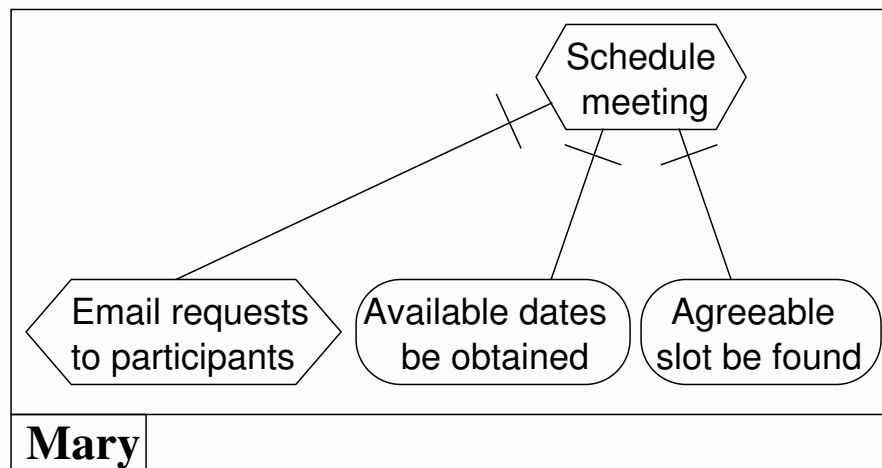 Schedule
meeting
Email requests
to participants
Available dates
be obtained
Agreeable
slot be found
Mary